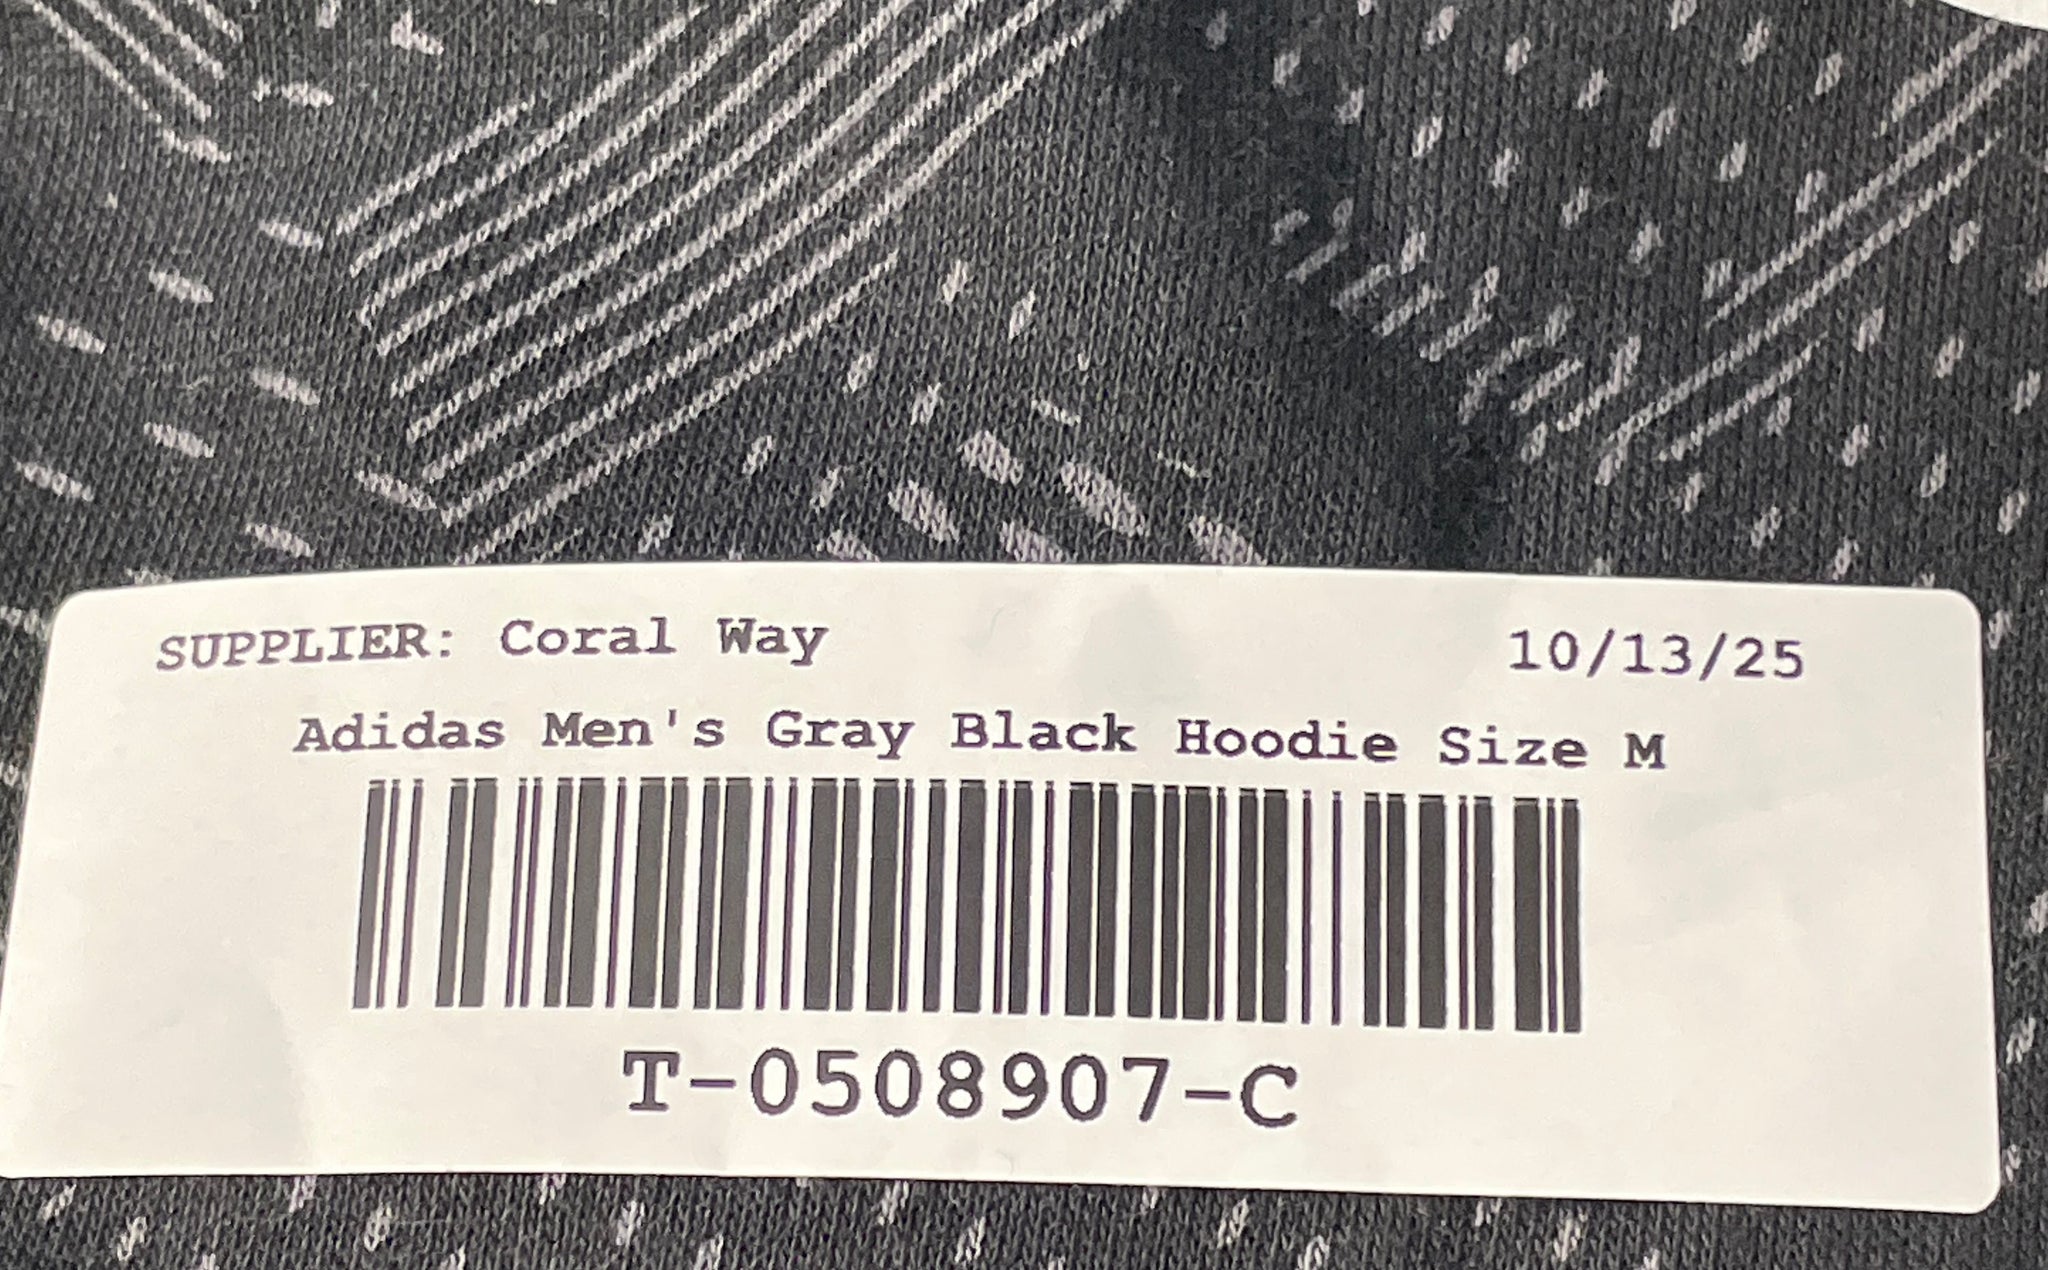 SUPPLIER: Coral Way 10/13/25
Adidas Men's Gray Black Hoodie Size M
T-0508907-C